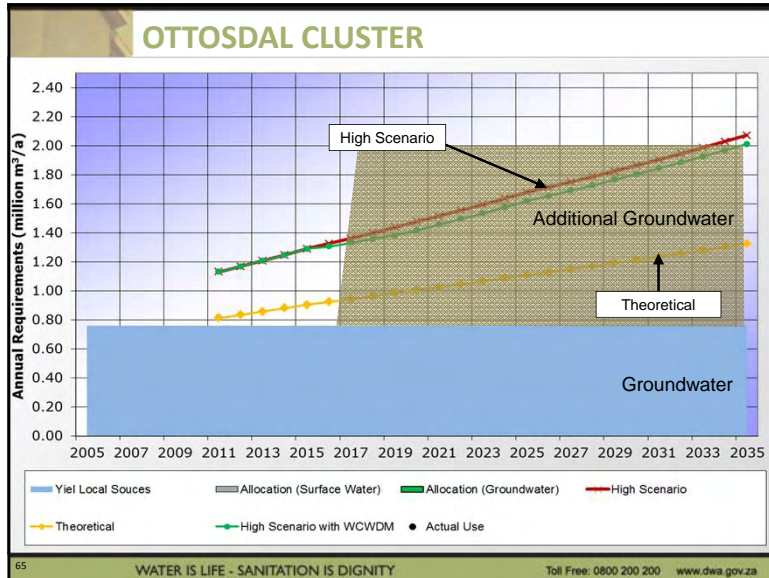 OTTOSDAL CLUSTER
Annual Requirements (million m³/a)
2.40
2.20
2.00
1.80
1.60
1.40
1.20
1.00
0.80
0.60
0.40
0.20
0.00
High Scenario
Additional Groundwater
Theoretical
Groundwater
2005 2007 2009 2011 2013 2015 2017 2019 2021 2023 2025 2027 2029 2031 2033 2035
Yiel Local Souces Allocation (Surface Water) Allocation (Groundwater) High Scenario
Theoretical High Scenario with WCWDM Actual Use
65 WATER IS LIFE - SANITATION IS DIGNITY Toll Free: 0800 200 200 www.dwa.gov.za